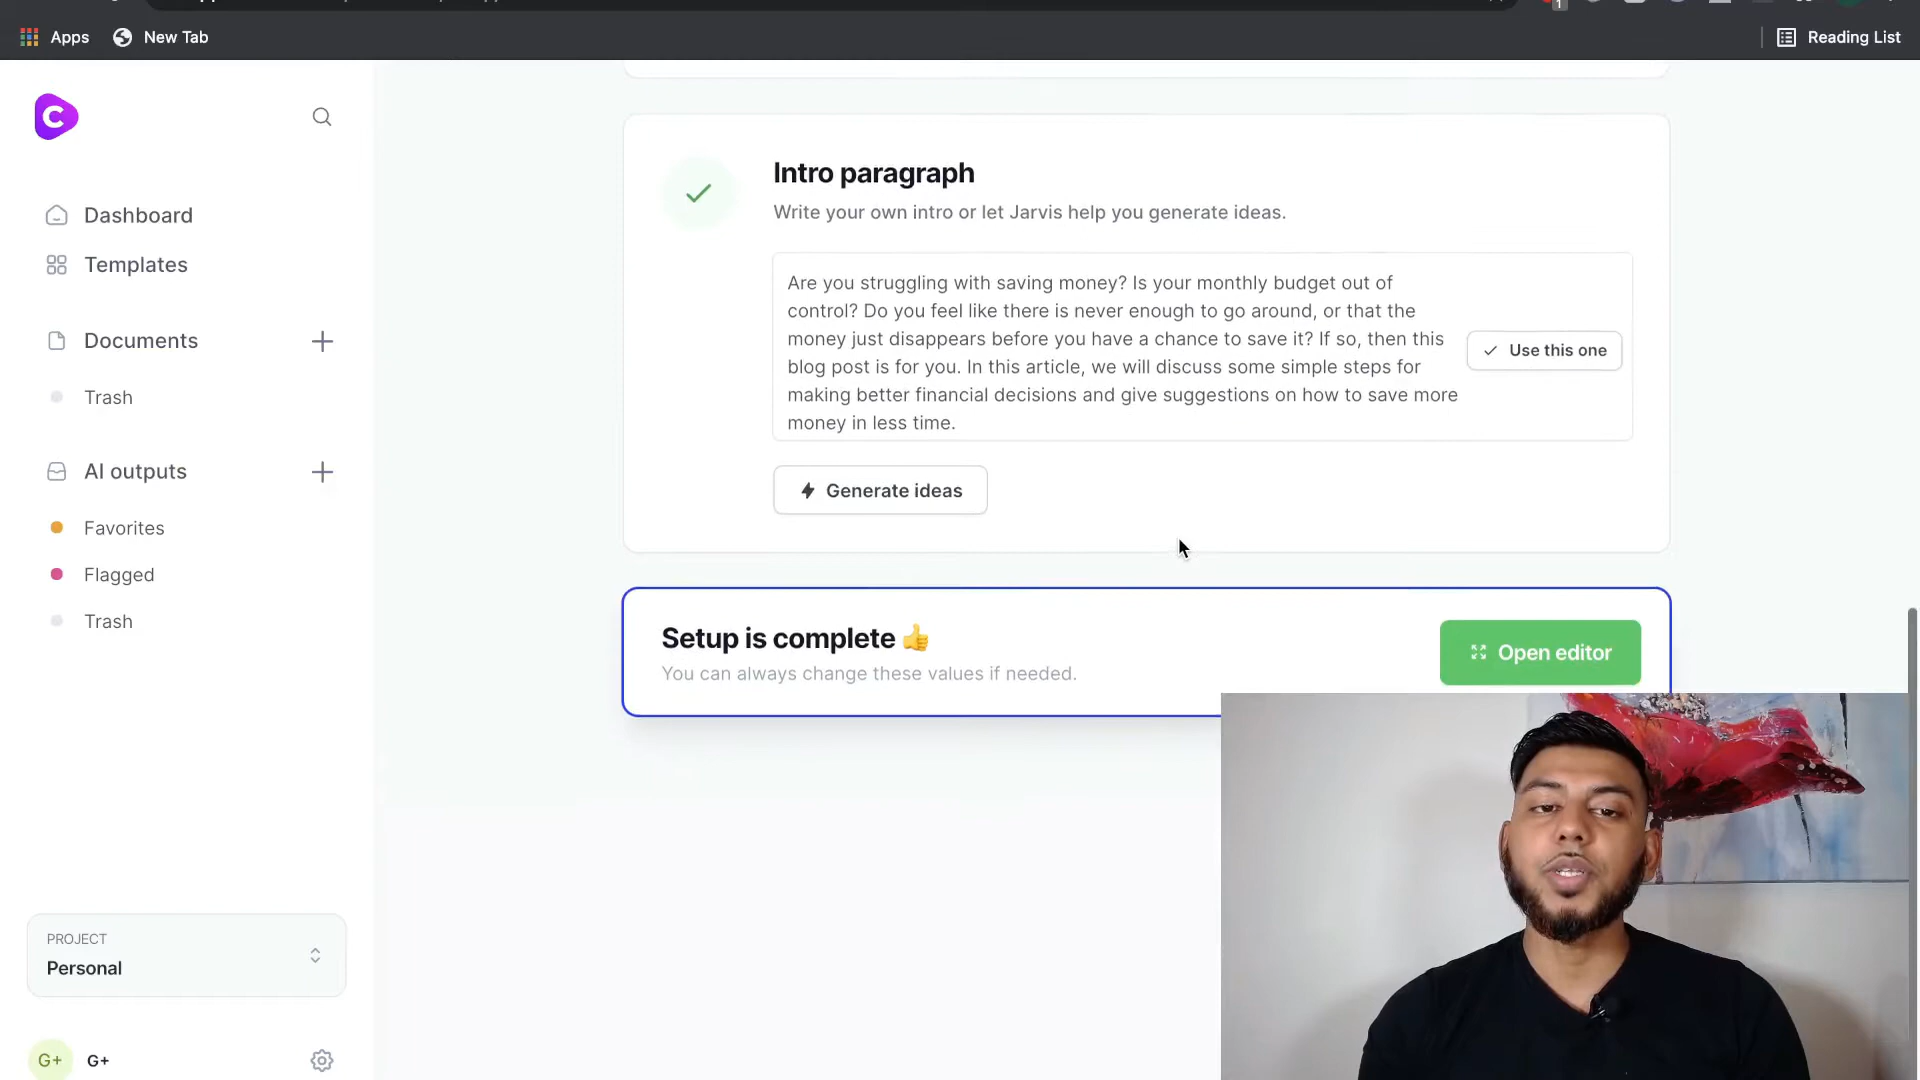 1
Apps
New Tab
Reading List
C
Dashboard
Templates
Documents
Trash
AI outputs
Favorites
Flagged
Trash
PROJECT
Personal
G+
G+
Intro paragraph
Write your own intro or let Jarvis help you generate ideas.
Are you struggling with saving money? Is your monthly budget out of
control? Do you feel like there is never enough to go around, or that the
money just disappears before you have a chance to save it? If so, then this
blog post is for you. In this article, we will discuss some simple steps for
making better financial decisions and give suggestions on how to save more
money in less time.
Use this one
Generate ideas
Setup is complete 👍
You can always change these values if needed.
Open editor